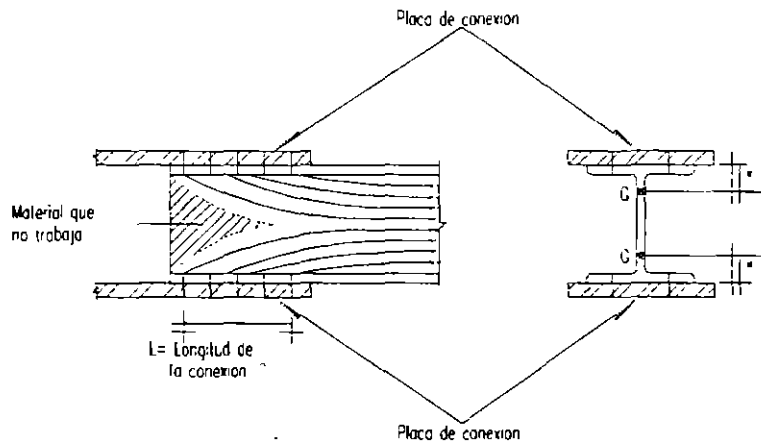 Placa de conexion
Material que
no trabaja
G
G
L= Longitud de
la conexion
Placa de conexion